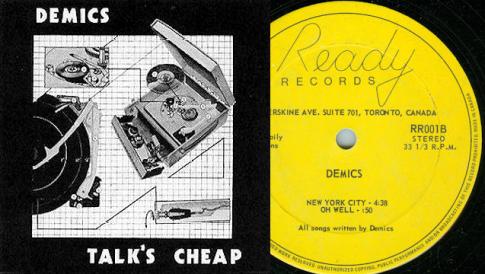 DEMICS
TALK'S CHEAP
Ready
RECORDS
ERSKINE AVE. SUITE 701, TORONTO, CANADA
RR001B
STEREO
33 1/3 R.P.M.
DEMICS
NEW YORK CITY - 4:38
OH WELL - :50
All songs written by Demics